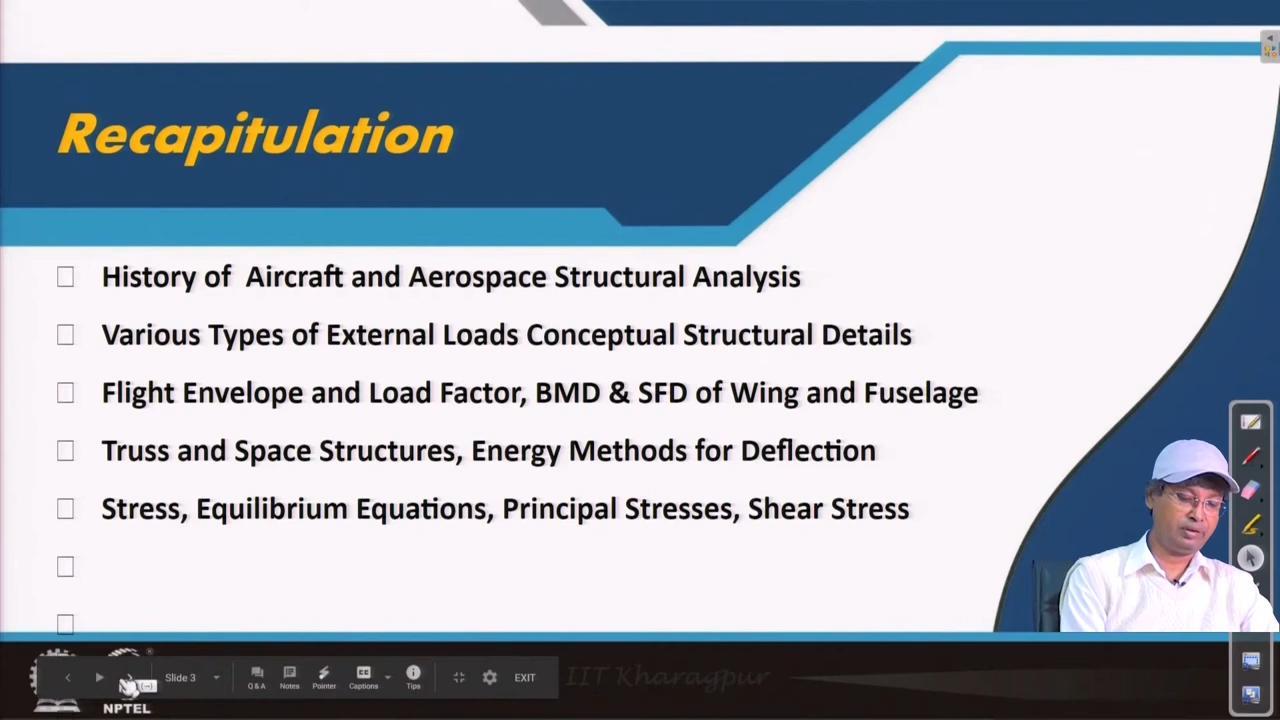 Recapitulation
History of Aircraft and Aerospace Structural Analysis
Various Types of External Loads Conceptual Structural Details
Flight Envelope and Load Factor, BMD & SFD of Wing and Fuselage
Truss and Space Structures, Energy Methods for Deflection
Stress, Equilibrium Equations, Principal Stresses, Shear Stress
Slide 3
Q & A
Notes
Pointer
Captions
Tips
EXIT
IIT Kharagpur
NPTEL